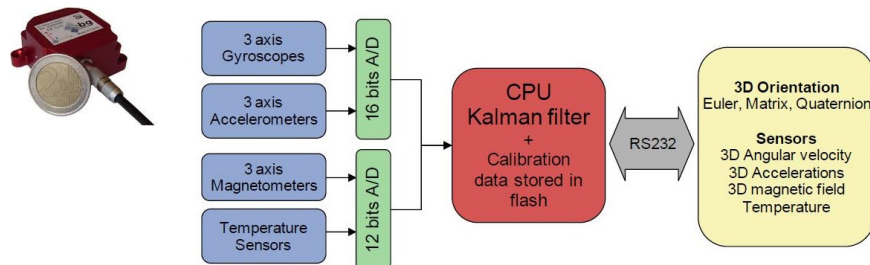 3 axis
Gyroscopes
3 axis
Accelerometers
16 bits A/D
3 axis
Magnetometers
Temperature
Sensors
12 bits A/D
CPU
Kalman filter
+
Calibration
data stored in
flash
RS232
3D Orientation
Euler, Matrix, Quaternion
Sensors
3D Angular velocity
3D Accelerations
3D magnetic field
Temperature